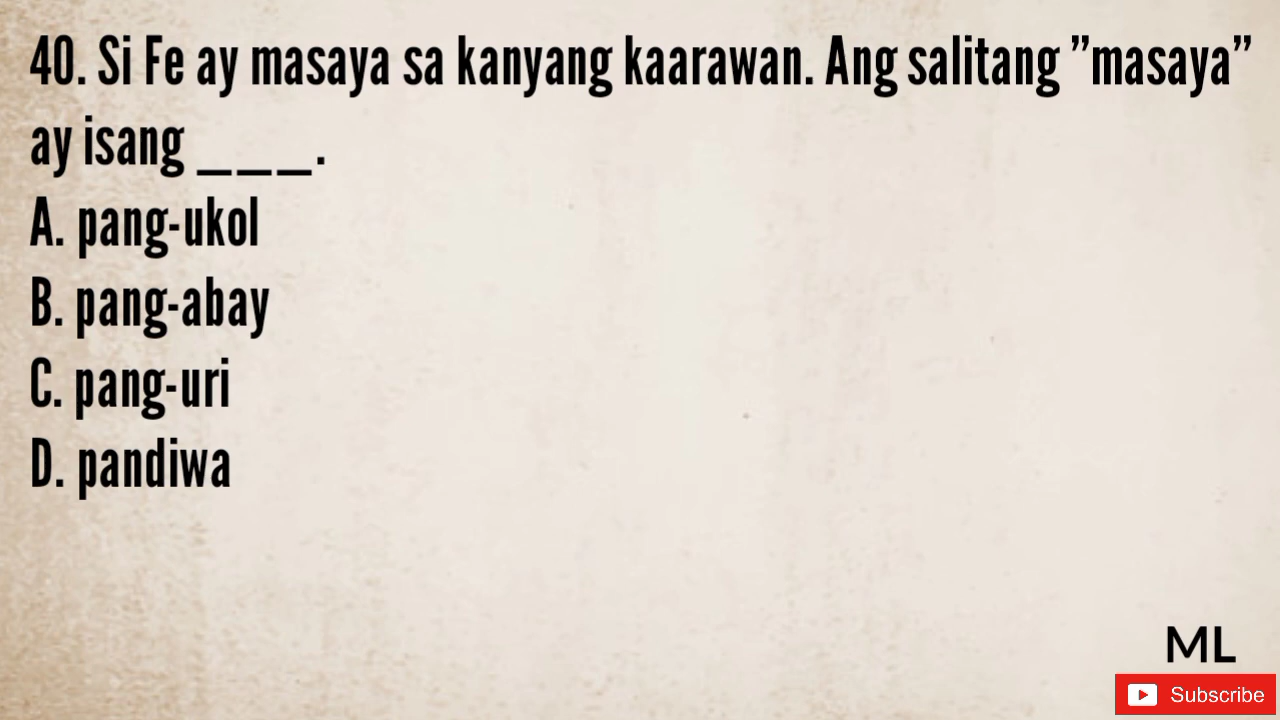 40. Si Fe ay masaya sa kanyang kaarawan. Ang salitang ”masaya”
ay isang ___.
A. pang-ukol
B. pang-abay
C. pang-uri
D. pandiwa
ML
Subscribe